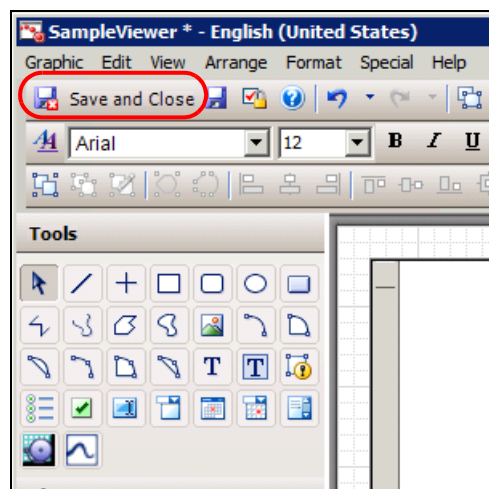 SampleViewer * - English (United States)
Graphic Edit View Arrange Format Special Help
Save and Close
A Arial 12 B I U
Tools
T T